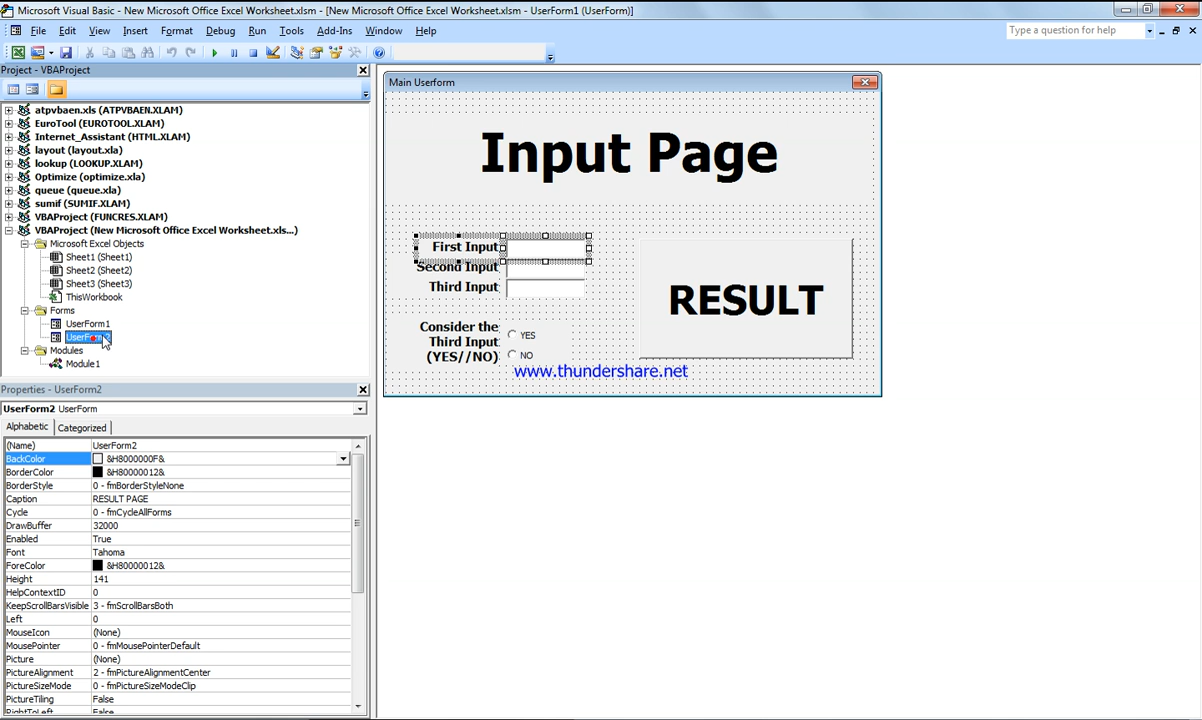 Microsoft Visual Basic - New Microsoft Office Excel Worksheet.xlsm - [New Microsoft Office Excel Worksheet.xlsm - UserForm1 (UserForm)]
File Edit View Insert Format Debug Run Tools Add-Ins Window Help
Type a question for help
Project - VBAProject
atpvbaen.xls (ATPVBAEN.XLAM)
EuroTool (EUROTOOL.XLAM)
Internet_Assistant (HTML.XLAM)
layout (layout.xla)
lookup (LOOKUP.XLAM)
Optimize (optimize.xla)
queue (queue.xla)
sumif (SUMIF.XLAM)
VBAProject (FUNCRES.XLAM)
VBAProject (New Microsoft Office Excel Worksheet.xls...)
Microsoft Excel Objects
Sheet1 (Sheet1)
Sheet2 (Sheet2)
Sheet3 (Sheet3)
ThisWorkbook
Forms
UserForm1
Modules
Module1
Properties - UserForm2
UserForm2 UserForm
Alphabetic Categorized
(Name) UserForm2
BackColor &H8000000F&
BorderColor &H80000012&
BorderStyle 0 - fmBorderStyleNone
Caption RESULT PAGE
Cycle 0 - fmCycleAllForms
DrawBuffer 32000
Enabled True
Font Tahoma
ForeColor &H80000012&
Height 141
HelpContextID 0
KeepScrollBarsVisible 3 - fmScrollBarsBoth
Left 0
MouseIcon (None)
MousePointer 0 - fmMousePointerDefault
Picture (None)
PictureAlignment 2 - fmPictureAlignmentCenter
PictureSizeMode 0 - fmPictureSizeModeClip
PictureTiling False
RightToLeft False
Main Userform
Input Page
First Input
Second Input
Third Input
Consider the
Third Input
(YES//NO)
YES
NO
RESULT
www.thundershare.net